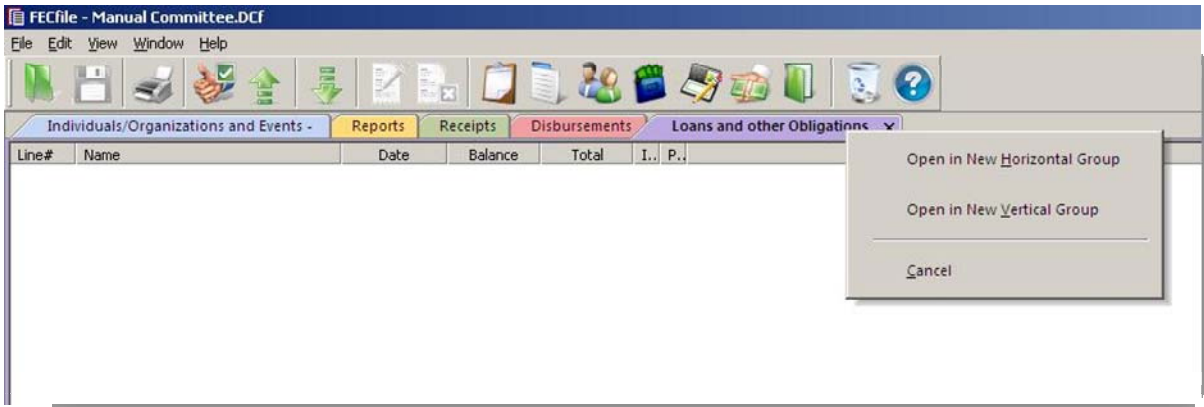 FECfile - Manual Committee.DCf
File Edit View Window Help
Individuals/Organizations and Events - Reports Receipts Disbursements Loans and other Obligations x
Line# Name Date Balance Total I.. P..
Open in New Horizontal Group
Open in New Vertical Group
Cancel